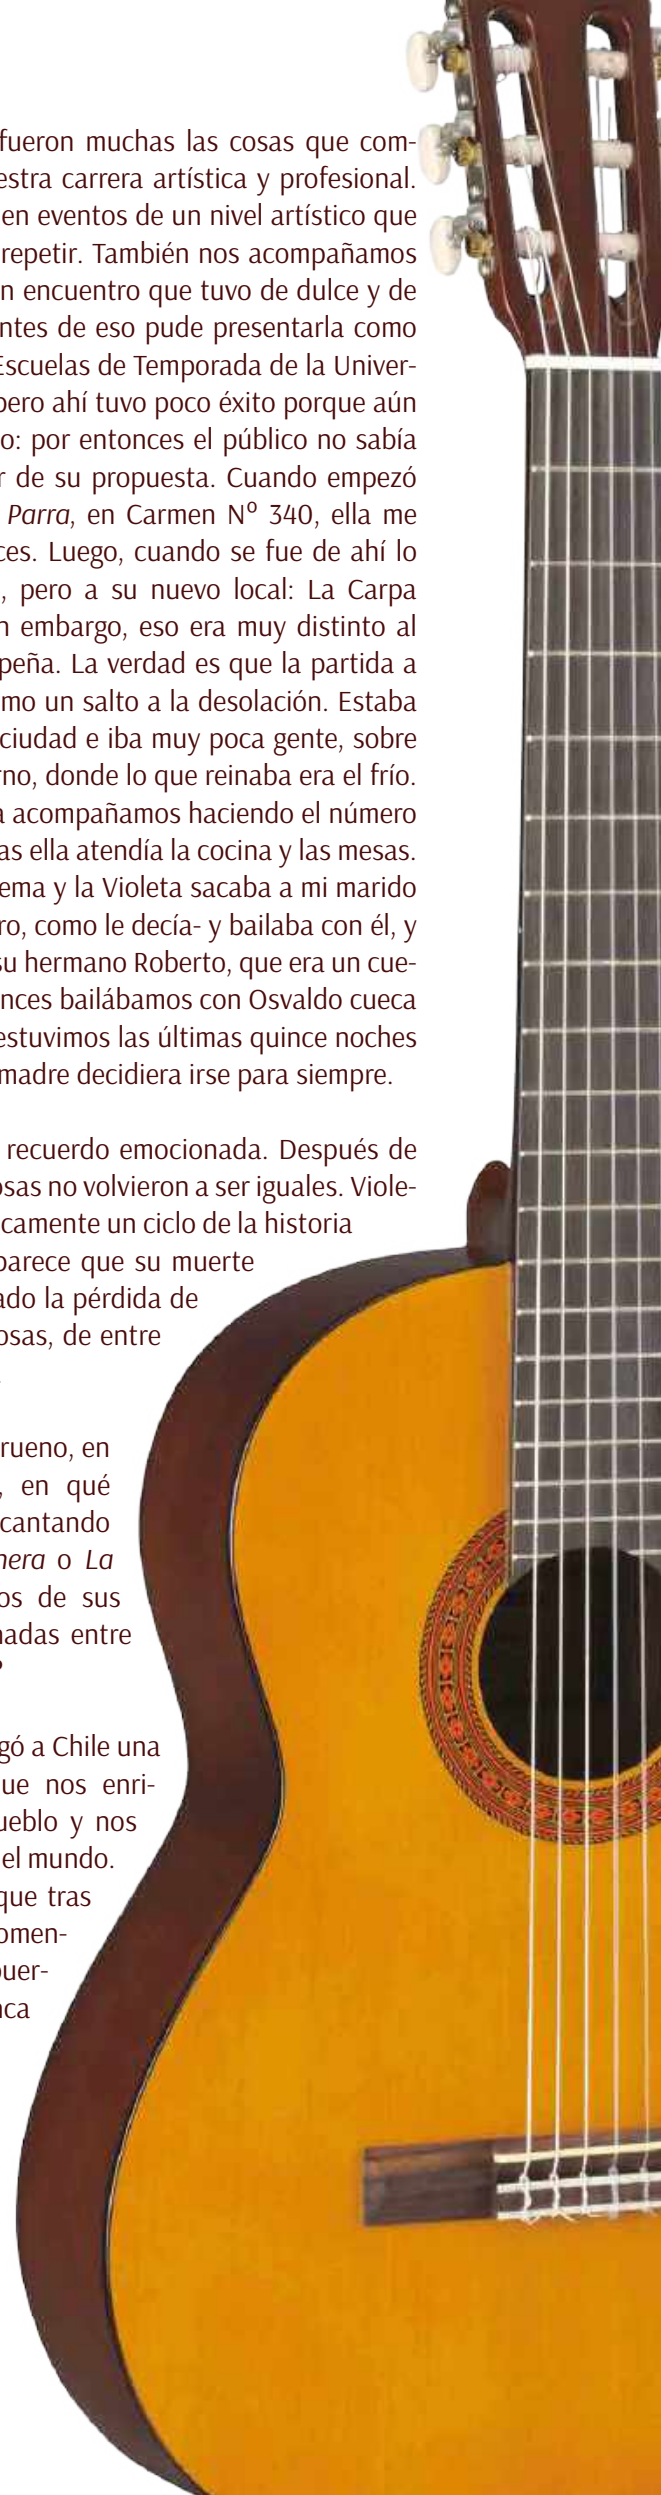 fueron muchas las cosas que com-
estra carrera artística y profesional.
en eventos de un nivel artístico que
repetir. También nos acompañamos
n encuentro que tuvo de dulce y de
ntes de eso pude presentarla como
Escuelas de Temporada de la Univer-
pero ahí tuvo poco éxito porque aún
o: por entonces el público no sabía
r de su propuesta. Cuando empezó
Parra, en Carmen Nº 340, ella me
ces. Luego, cuando se fue de ahí lo
, pero a su nuevo local: La Carpa
n embargo, eso era muy distinto al
peña. La verdad es que la partida a
mo un salto a la desolación. Estaba
ciudad e iba muy poca gente, sobre
rno, donde lo que reinaba era el frío.
a acompañamos haciendo el número
as ella atendía la cocina y las mesas.
ema y la Violeta sacaba a mi marido
ro, como le decía- y bailaba con él, y
su hermano Roberto, que era un cue-
nces bailábamos con Osvaldo cueca
estuvimos las últimas quince noches
madre decidiera irse para siempre.
recuerdo emocionada. Después de
osas no volvieron a ser iguales. Viole-
icamente un ciclo de la historia
parece que su muerte
ado la pérdida de
osas, de entre
.
rueno, en
, en qué
cantando
nera o La
os de sus
nadas entre
?
gó a Chile una
ue nos enri-
ueblo y nos
el mundo.
que tras
omen-
puer-
nca